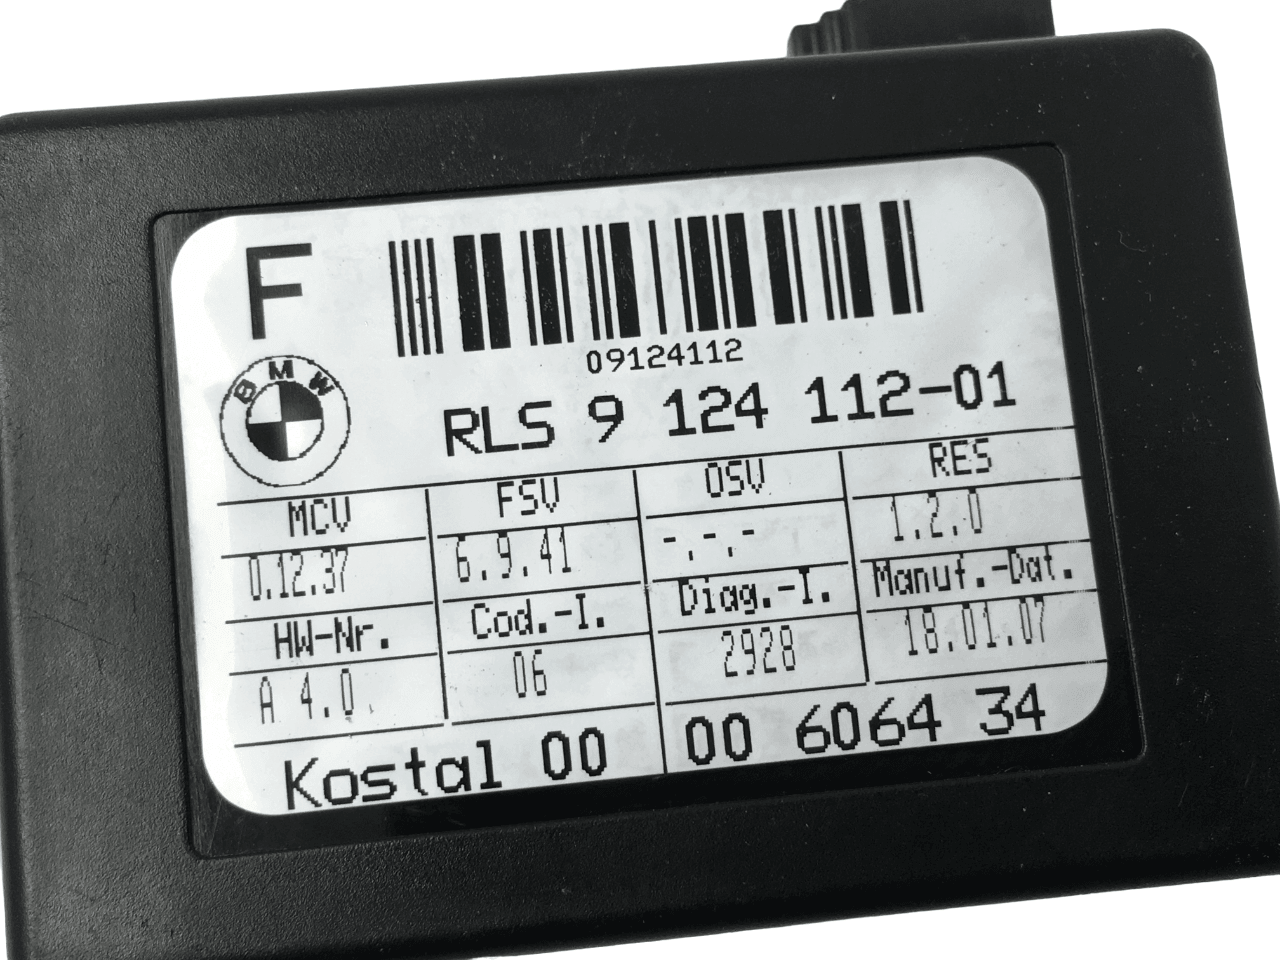 F
09124112
BMW
RLS 9 124 112-01
MCV FSV OSV RES
0.12.37 6.9.41 -.-.- 1.2.0
HW-Nr. Cod.-I. Diag.-I. Manuf.-Dat.
A 4.0 06 2928 18.01.07
Kostal 00 00 6064 34